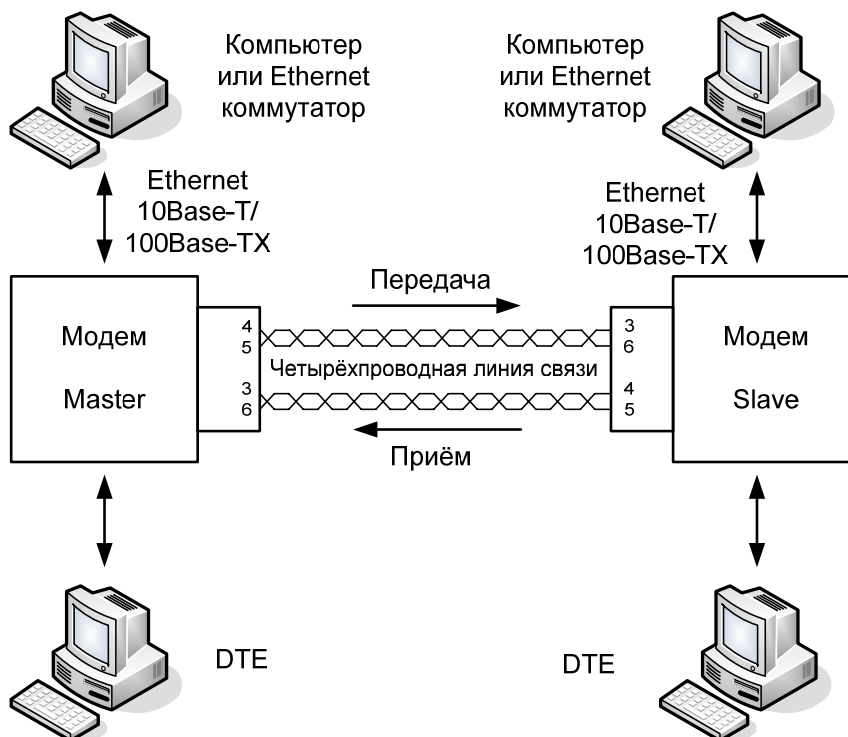 Компьютер
или Ethernet
коммутатор
Компьютер
или Ethernet
коммутатор
Ethernet
10Base-T/
100Base-TX
Ethernet
10Base-T/
100Base-TX
Передача
Модем
Master
4
5
3
6
Четырёхпроводная линия связи
3
6
4
5
Модем
Slave
Приём
DTE
DTE